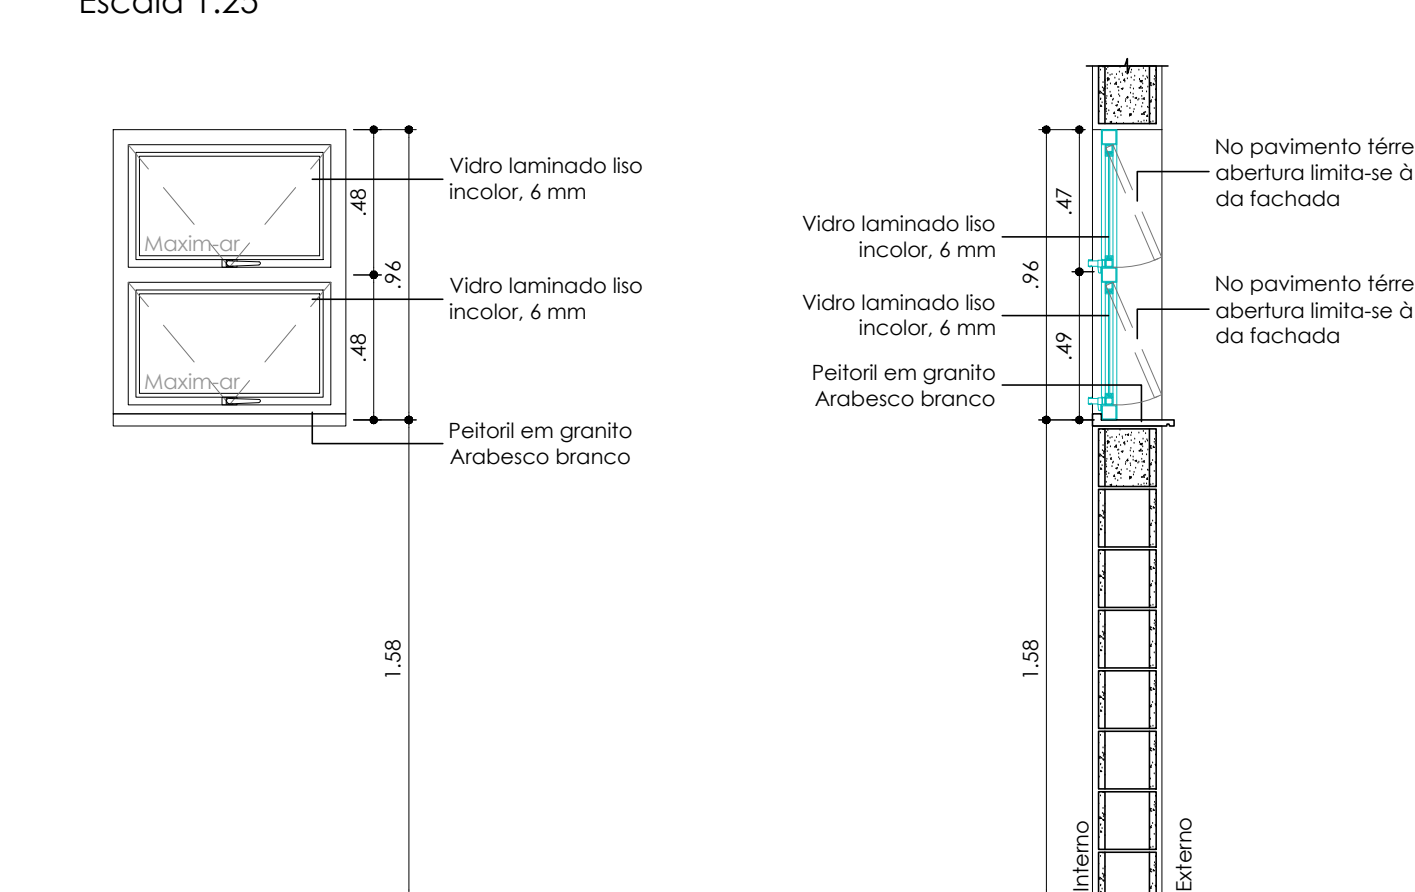 Escala 1:25
Vidro laminado liso
incolor, 6 mm
Maxim-ar
.48
.96
Vidro laminado liso
incolor, 6 mm
.48
Maxim-ar
Peitoril em granito
Arabesco branco
1.58
No pavimento térre
abertura limita-se à
da fachada
.47
Vidro laminado liso
incolor, 6 mm
.96
No pavimento térre
abertura limita-se à
da fachada
Vidro laminado liso
incolor, 6 mm
.49
Peitoril em granito
Arabesco branco
1.58
Interno
Externo